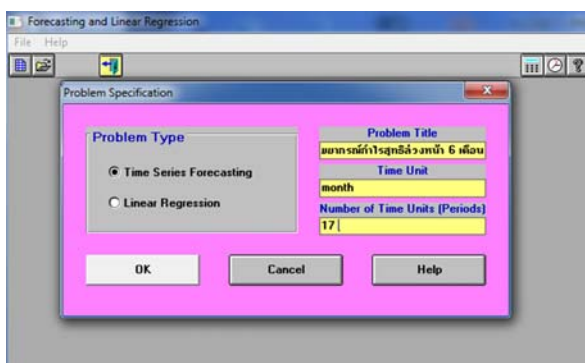 Forecasting and Linear Regression
File Help
Problem Specification
Problem Type
Time Series Forecasting
Linear Regression
Problem Title
พยากรณ์กำไรสุทธิล่วงหน้า 6 เดือน
Time Unit
month
Number of Time Units (Periods)
17
OK Cancel Help